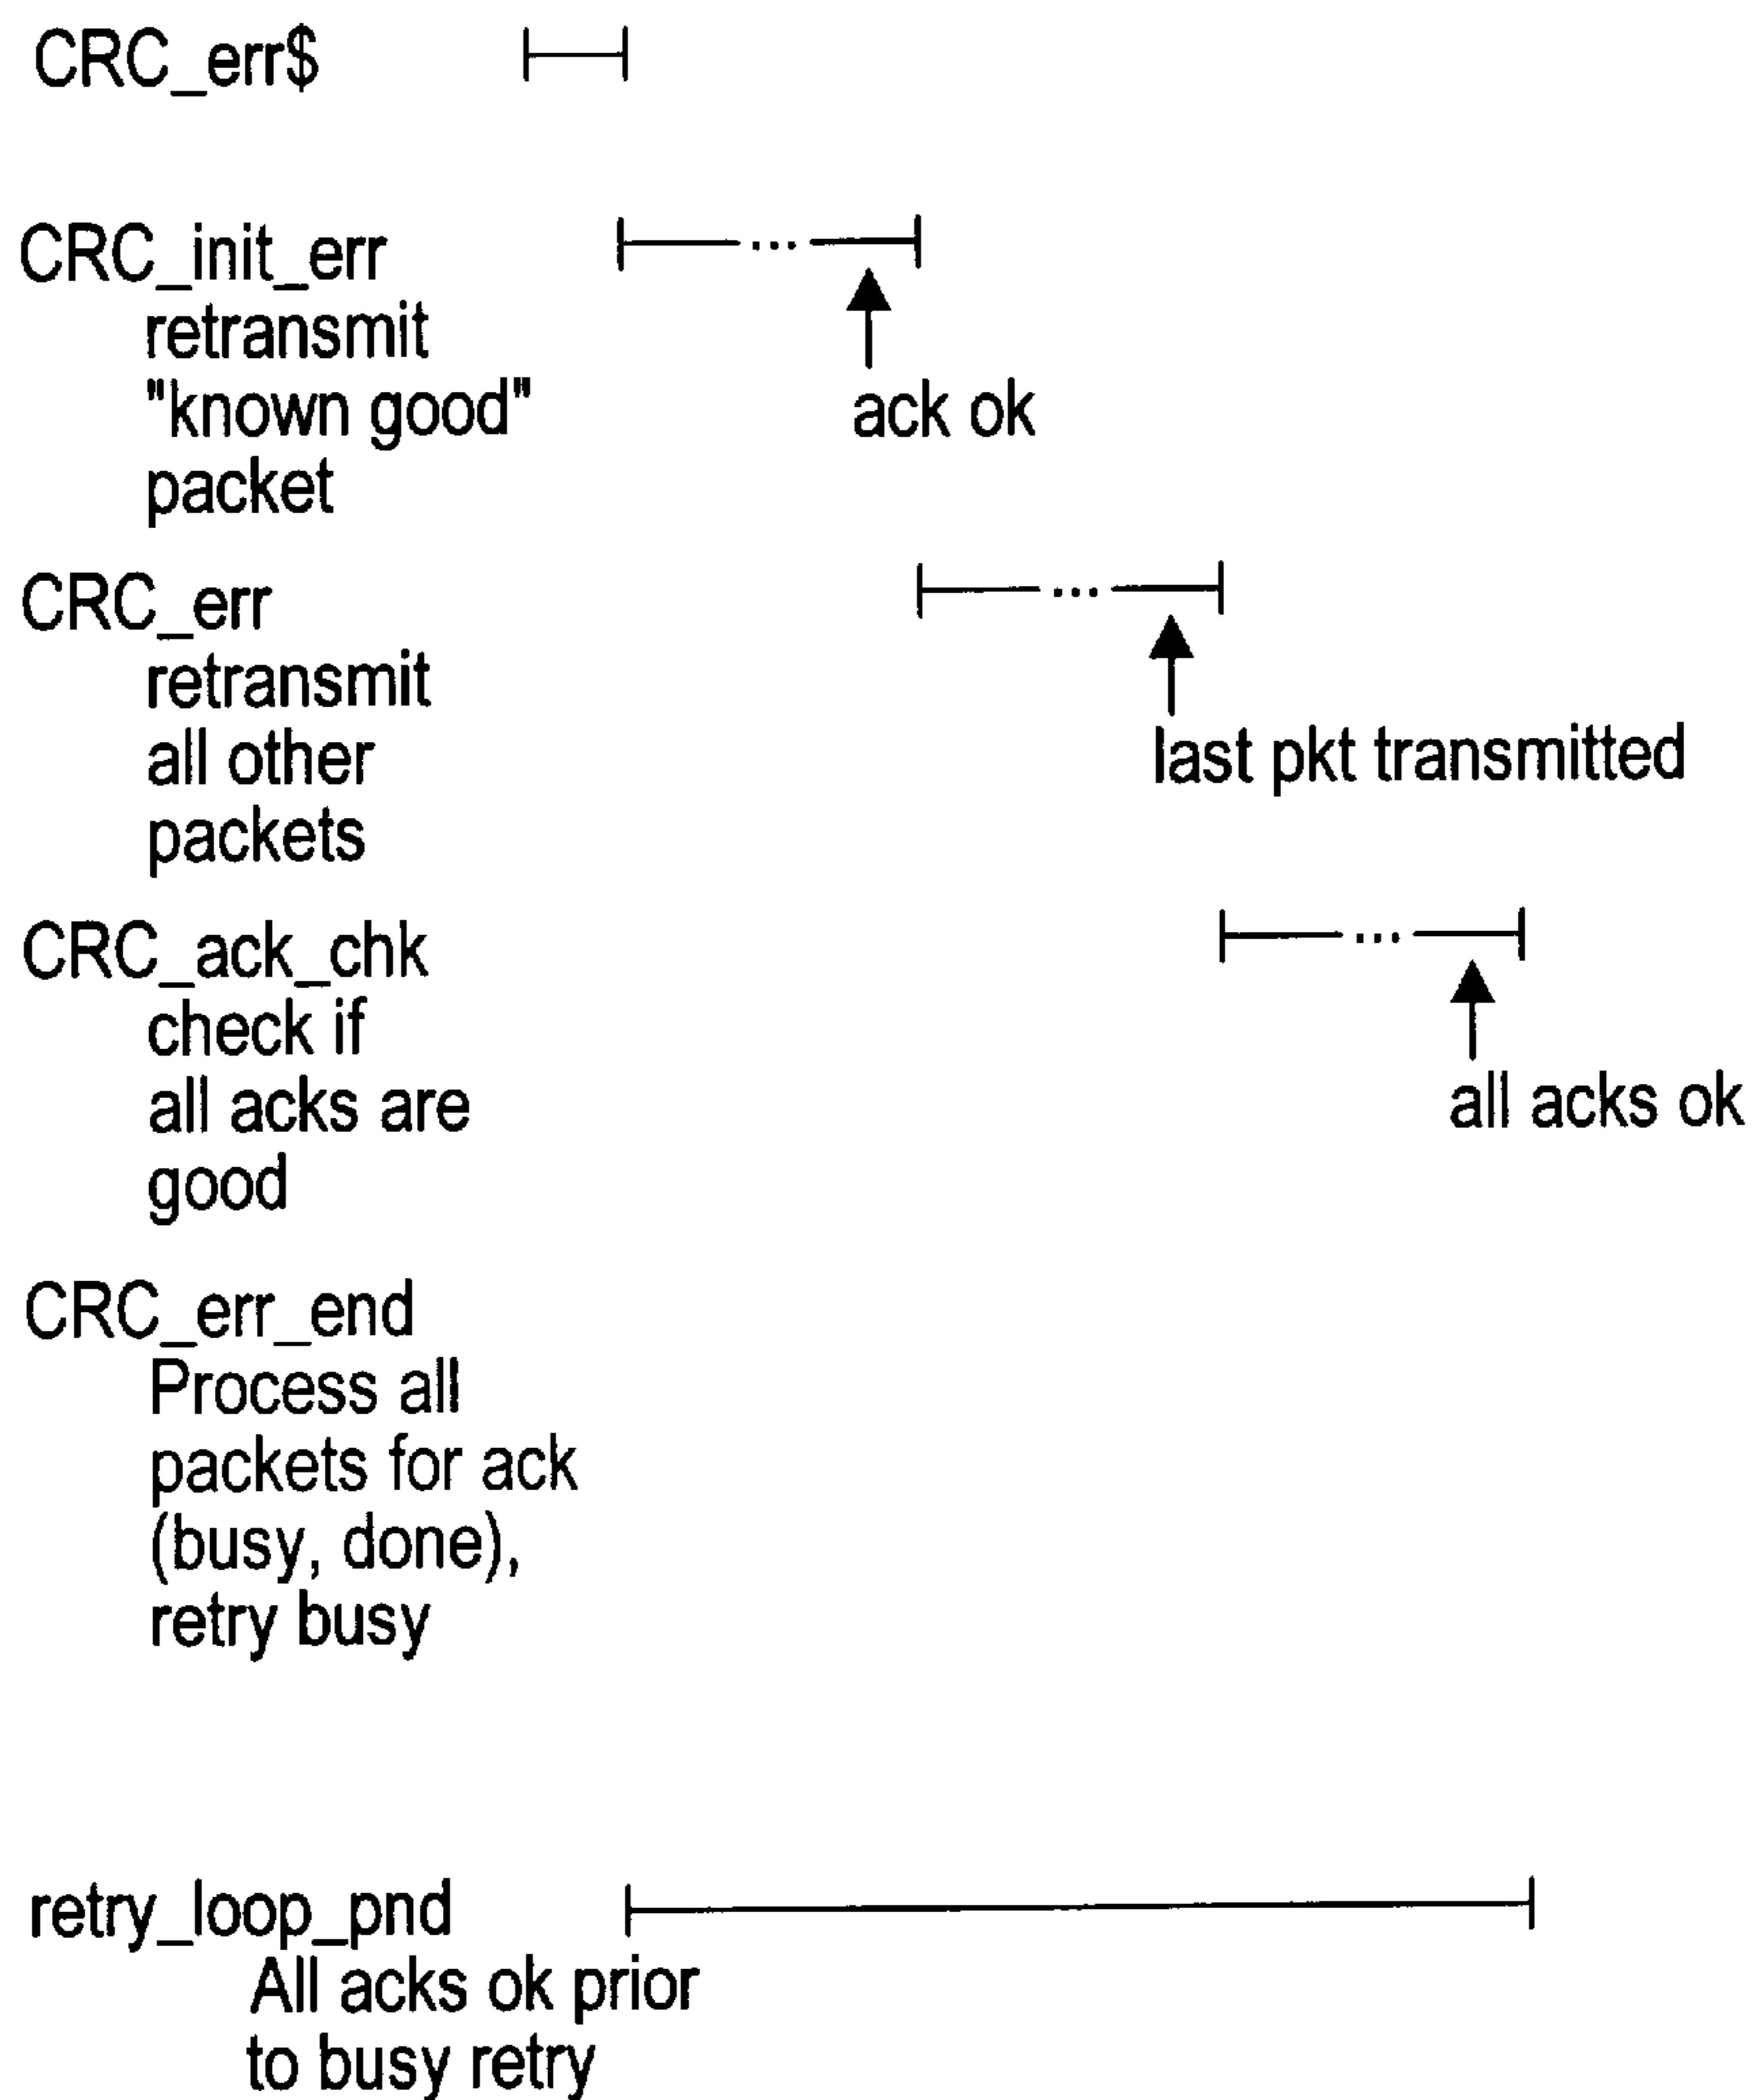 CRC_err$
CRC_init_err
retransmit
"known good"
packet
ack ok
CRC_err
retransmit
all other
packets
last pkt transmitted
CRC_ack_chk
check if
all acks are
good
all acks ok
CRC_err_end
Process all
packets for ack
(busy, done),
retry busy
retry_loop_pnd
All acks ok prior
to busy retry